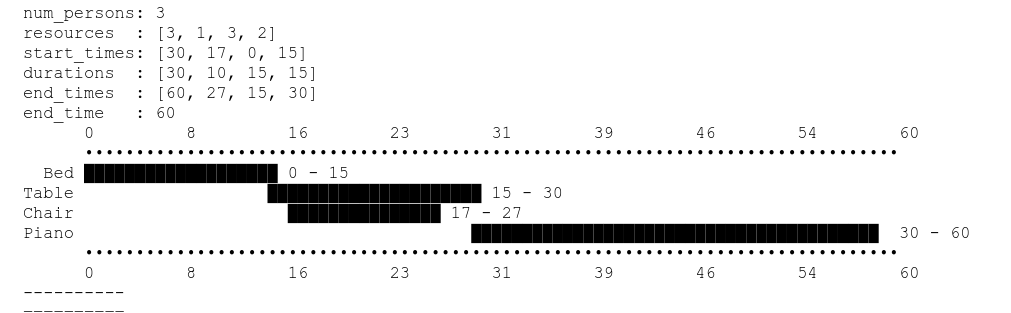 num_persons: 3
resources  : [3, 1, 3, 2]
start_times: [30, 17, 0, 15]
durations  : [30, 10, 15, 15]
end_times  : [60, 27, 15, 30]
end_time   : 60
0 8 16 23 31 39 46 54 60
Bed 0 - 15
Table 15 - 30
Chair 17 - 27
Piano 30 - 60
0 8 16 23 31 39 46 54 60
----------
----------